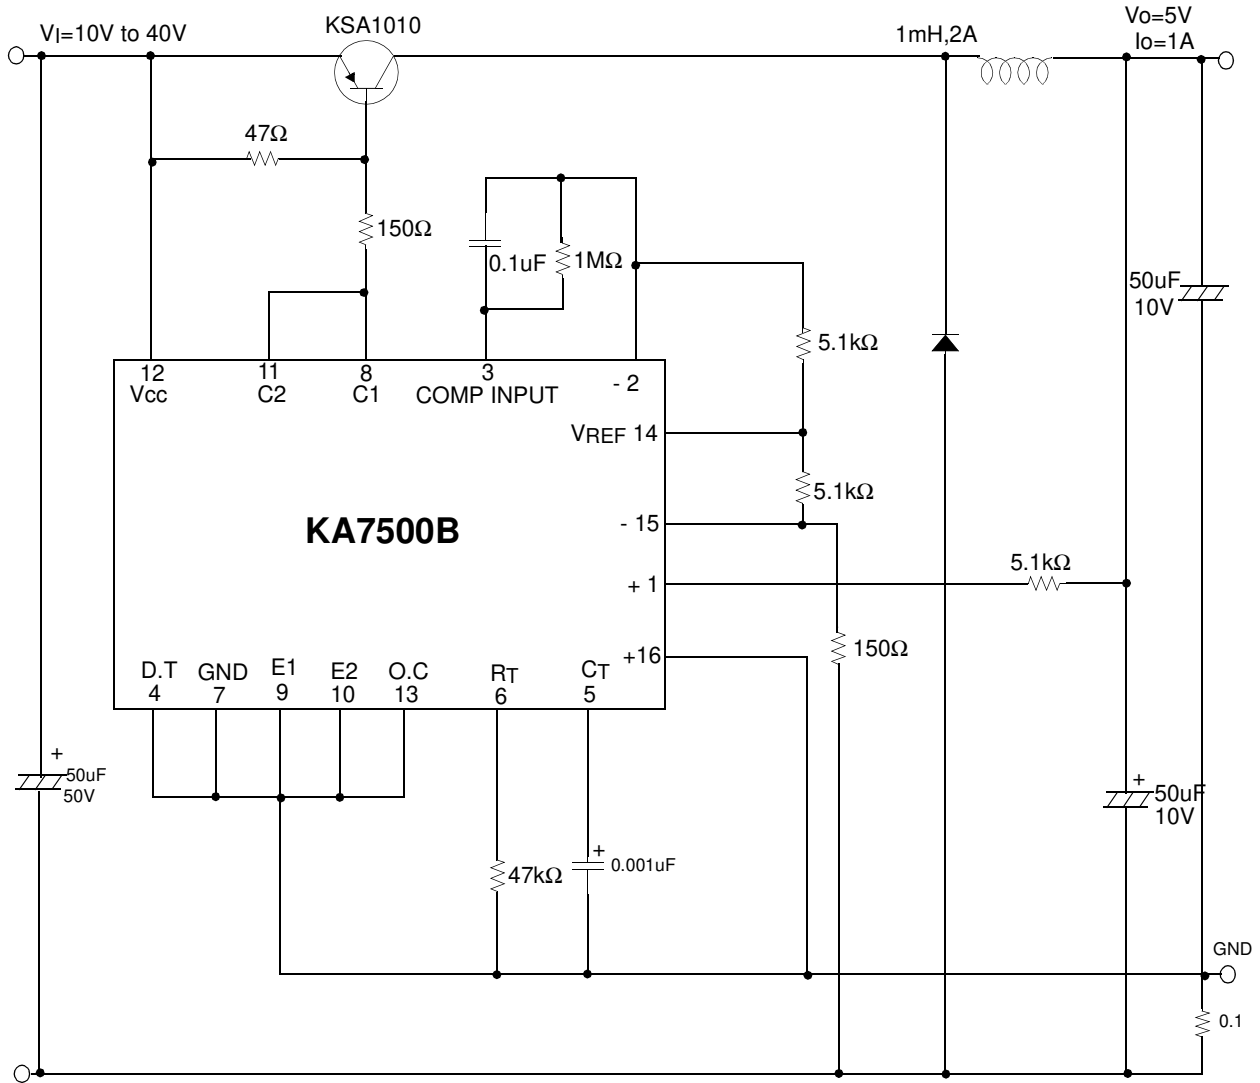 VI=10V to 40V
KSA1010
1mH,2A
Vo=5V
Io=1A
47Ω
150Ω
0.1uF
1MΩ
5.1kΩ
50uF
10V
12
Vcc
11
C2
8
C1
3
COMP INPUT
- 2
VREF 14
5.1kΩ
KA7500B
- 15
+ 1
5.1kΩ
+16
150Ω
D.T
4
GND
7
E1
9
E2
10
O.C
13
RT
6
CT
5
+
50uF
50V
+
50uF
10V
47kΩ
+
0.001uF
GND
0.1